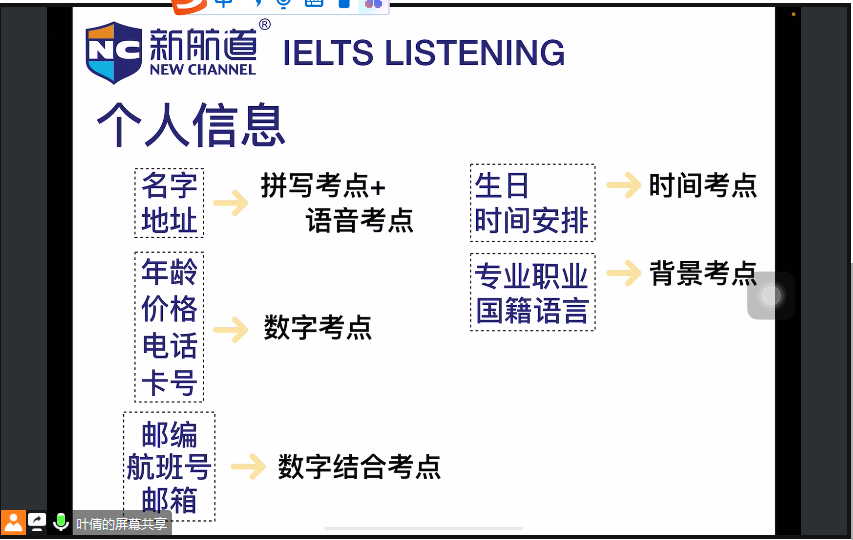 中
NC 新航道®
NEW CHANNEL
IELTS LISTENING
个人信息
名字
地址
拼写考点+
语音考点
年龄
价格
电话
卡号
数字考点
邮编
航班号
邮箱
数字结合考点
生日
时间安排
时间考点
专业职业
国籍语言
背景考点
叶倩的屏幕共享